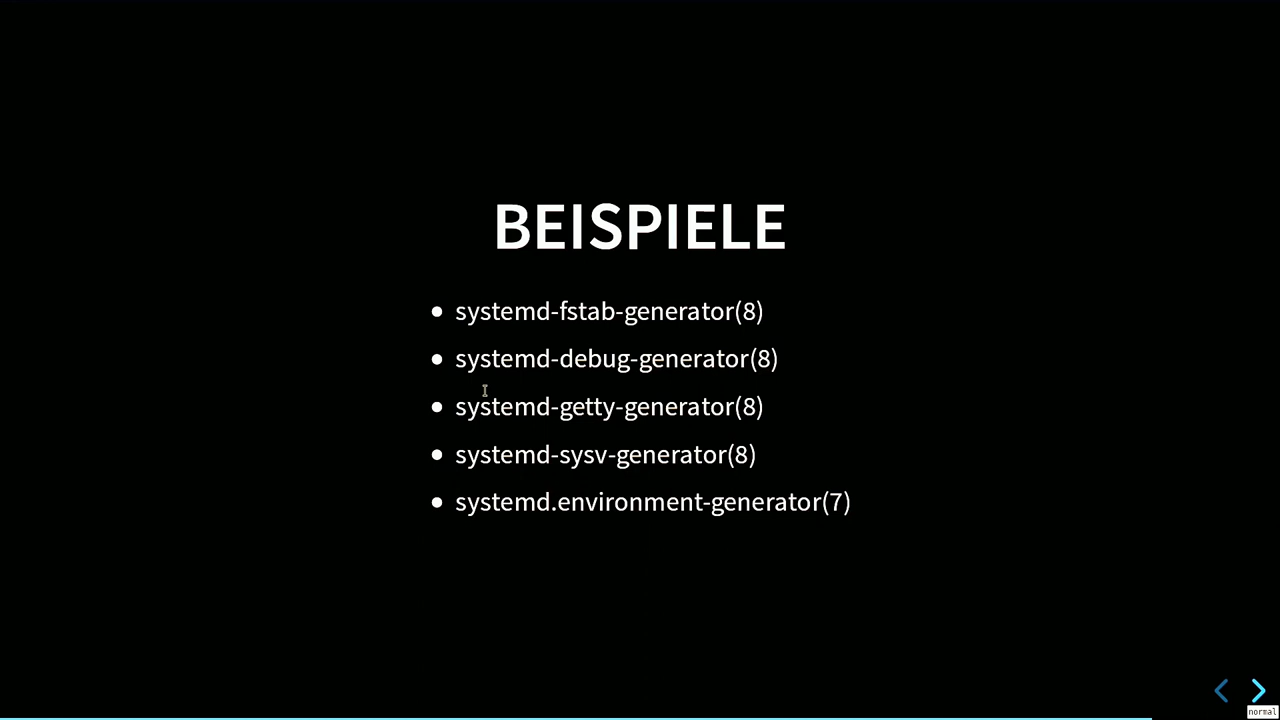 BEISPIELE
systemd-fstab-generator(8)
systemd-debug-generator(8)
systemd-getty-generator(8)
systemd-sysv-generator(8)
systemd.environment-generator(7)
normal